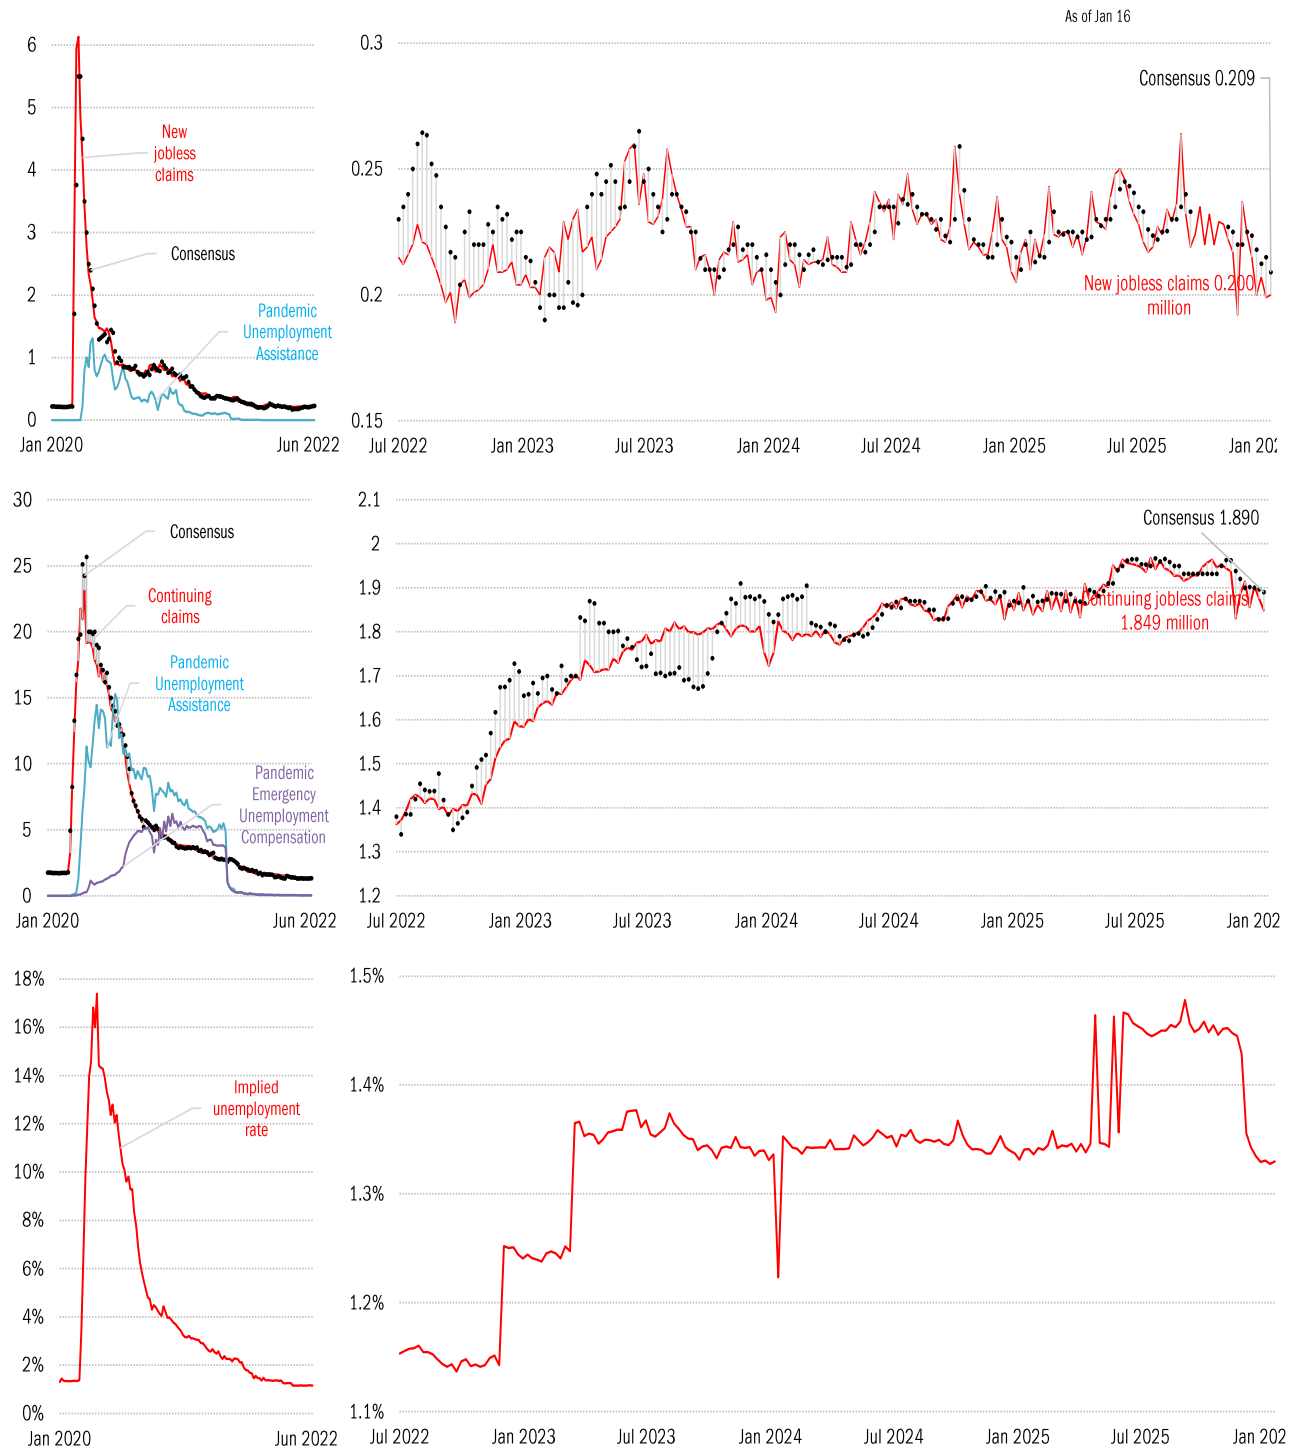 As of Jan 16
6
5
4
3
2
1
0
Jan 2020
Jun 2022
New
jobless
claims
Consensus
Pandemic
Unemployment
Assistance
0.3
0.25
0.2
0.15
Jul 2022
Jan 2023
Jul 2023
Jan 2024
Jul 2024
Jan 2025
Jul 2025
Jan 202
Consensus 0.209
New jobless claims 0.200
million
30
25
20
15
10
5
0
Jan 2020
Jun 2022
Consensus
Continuing
claims
Pandemic
Unemployment
Assistance
Pandemic
Emergency
Unemployment
Compensation
2.1
2
1.9
1.8
1.7
1.6
1.5
1.4
1.3
1.2
Jul 2022
Jan 2023
Jul 2023
Jan 2024
Jul 2024
Jan 2025
Jul 2025
Jan 202
Consensus 1.890
Continuing jobless claims
1.849 million
18%
16%
14%
12%
10%
8%
6%
4%
2%
0%
Jan 2020
Jun 2022
Implied
unemployment
rate
1.5%
1.4%
1.3%
1.2%
1.1%
Jul 2022
Jan 2023
Jul 2023
Jan 2024
Jul 2024
Jan 2025
Jul 2025
Jan 202